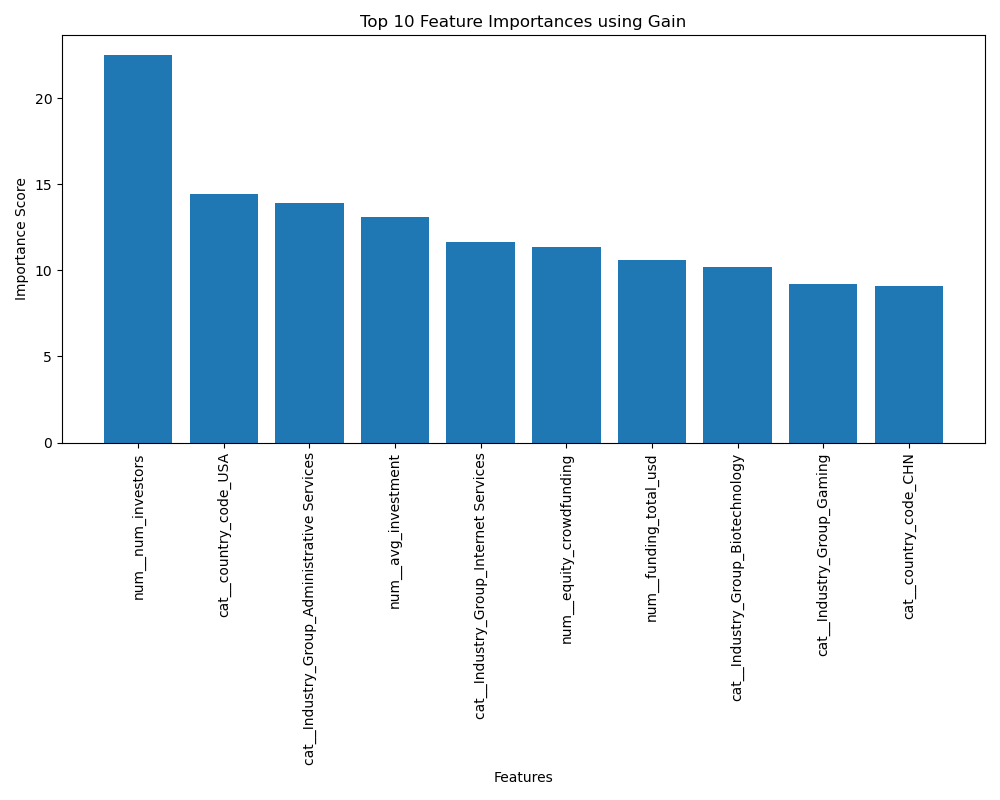 Top 10 Feature Importances using Gain
Importance Score
20
15
10
5
0
num__num_investors
cat__country_code_USA
cat__Industry_Group_Administrative Services
num__avg_investment
cat__Industry_Group_Internet Services
num__equity_crowdfunding
num__funding_total_usd
cat__Industry_Group_Biotechnology
cat__Industry_Group_Gaming
cat__country_code_CHN
Features